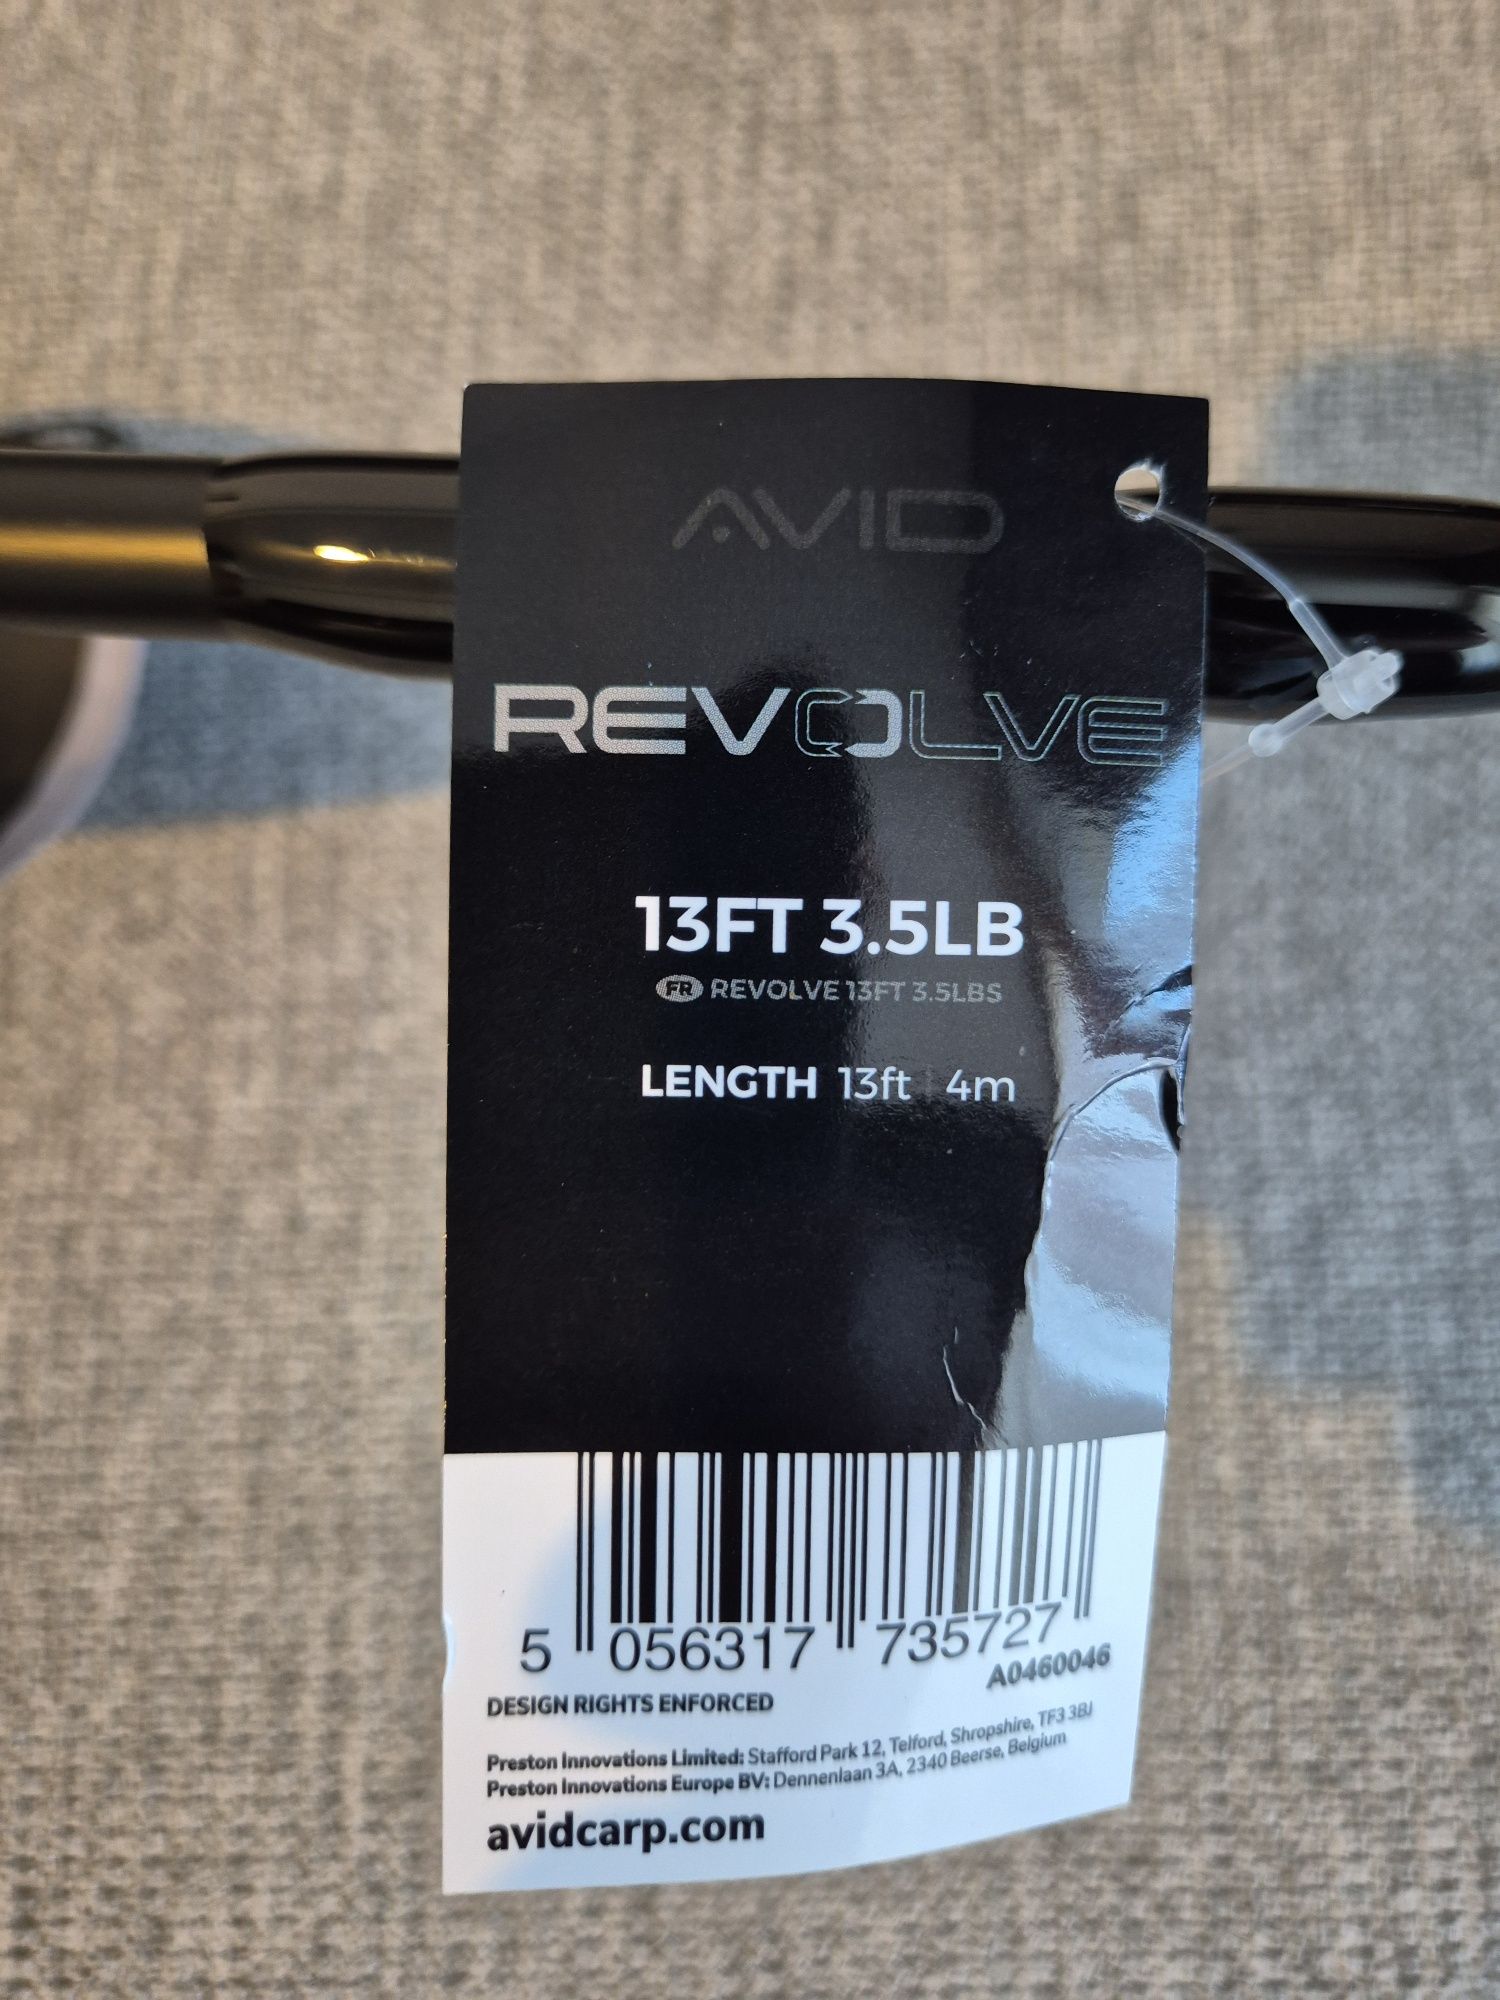 AVID
REVOLVE
13FT 3.5LB
FR REVOLVE 13FT 3.5LBS
LENGTH 13ft | 4m
5 056317 735727
A0460046
DESIGN RIGHTS ENFORCED
Preston Innovations Limited: Stafford Park 12, Telford, Shropshire, TF3 3BJ
Preston Innovations Europe BV: Dennenlaan 3A, 2340 Beerse, Belgium
avidcarp.com